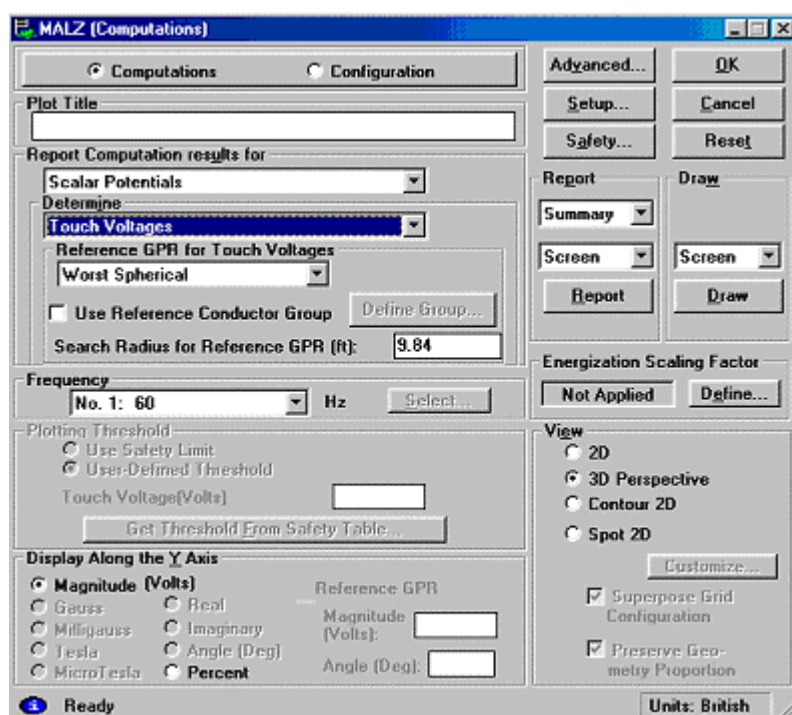 MALZ (Computations)
Computations
Configuration
Plot Title
Report Computation results for
Scalar Potentials
Determine
Touch Voltages
Reference GPR for Touch Voltages
Worst Spherical
Use Reference Conductor Group
Define Group...
Search Radius for Reference GPR (ft):
9.84
Frequency
No. 1: 60
Hz
Select...
Plotting Threshold
Use Safety Limit
User-Defined Threshold
Touch Voltage(Volts)
Get Threshold From Safety Table...
Display Along the Y Axis
Magnitude (Volts)
Gauss
Milligauss
Tesla
MicroTesla
Real
Imaginary
Angle (Deg)
Percent
Reference GPR
Magnitude
(Volts):
Angle (Deg):
Advanced...
OK
Setup...
Cancel
Safety...
Reset
Report
Summary
Screen
Report
Draw
Screen
Draw
Energization Scaling Factor
Not Applied
Define...
View
2D
3D Perspective
Contour 2D
Spot 2D
Customize...
Superpose Grid
Configuration
Preserve Geo-
metry Proportion
Ready
Units: British